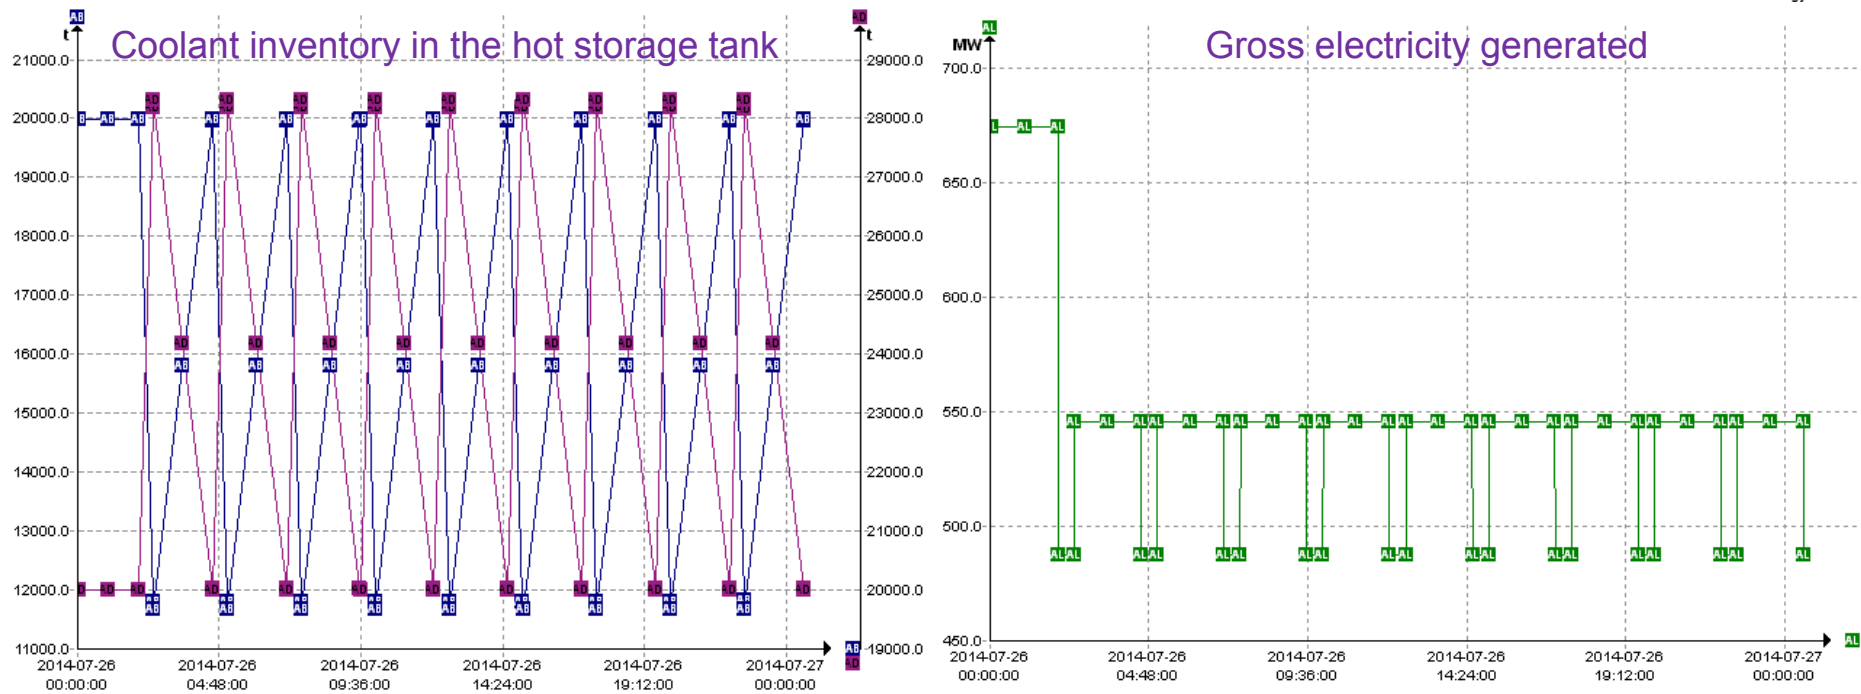 Coolant inventory in the hot storage tank
AB
t
AD
t
21000.0
20000.0
19000.0
18000.0
17000.0
16000.0
15000.0
14000.0
13000.0
12000.0
11000.0
29000.0
28000.0
27000.0
26000.0
25000.0
24000.0
23000.0
22000.0
21000.0
20000.0
19000.0
AB
AD
2014-07-26 2014-07-26 2014-07-26 2014-07-26 2014-07-26 2014-07-27
00:00:00 04:48:00 09:36:00 14:24:00 19:12:00 00:00:00
Gross electricity generated
AL
MW
700.0
650.0
600.0
550.0
500.0
450.0
AL
2014-07-26 2014-07-26 2014-07-26 2014-07-26 2014-07-26 2014-07-27
00:00:00 04:48:00 09:36:00 14:24:00 19:12:00 00:00:00